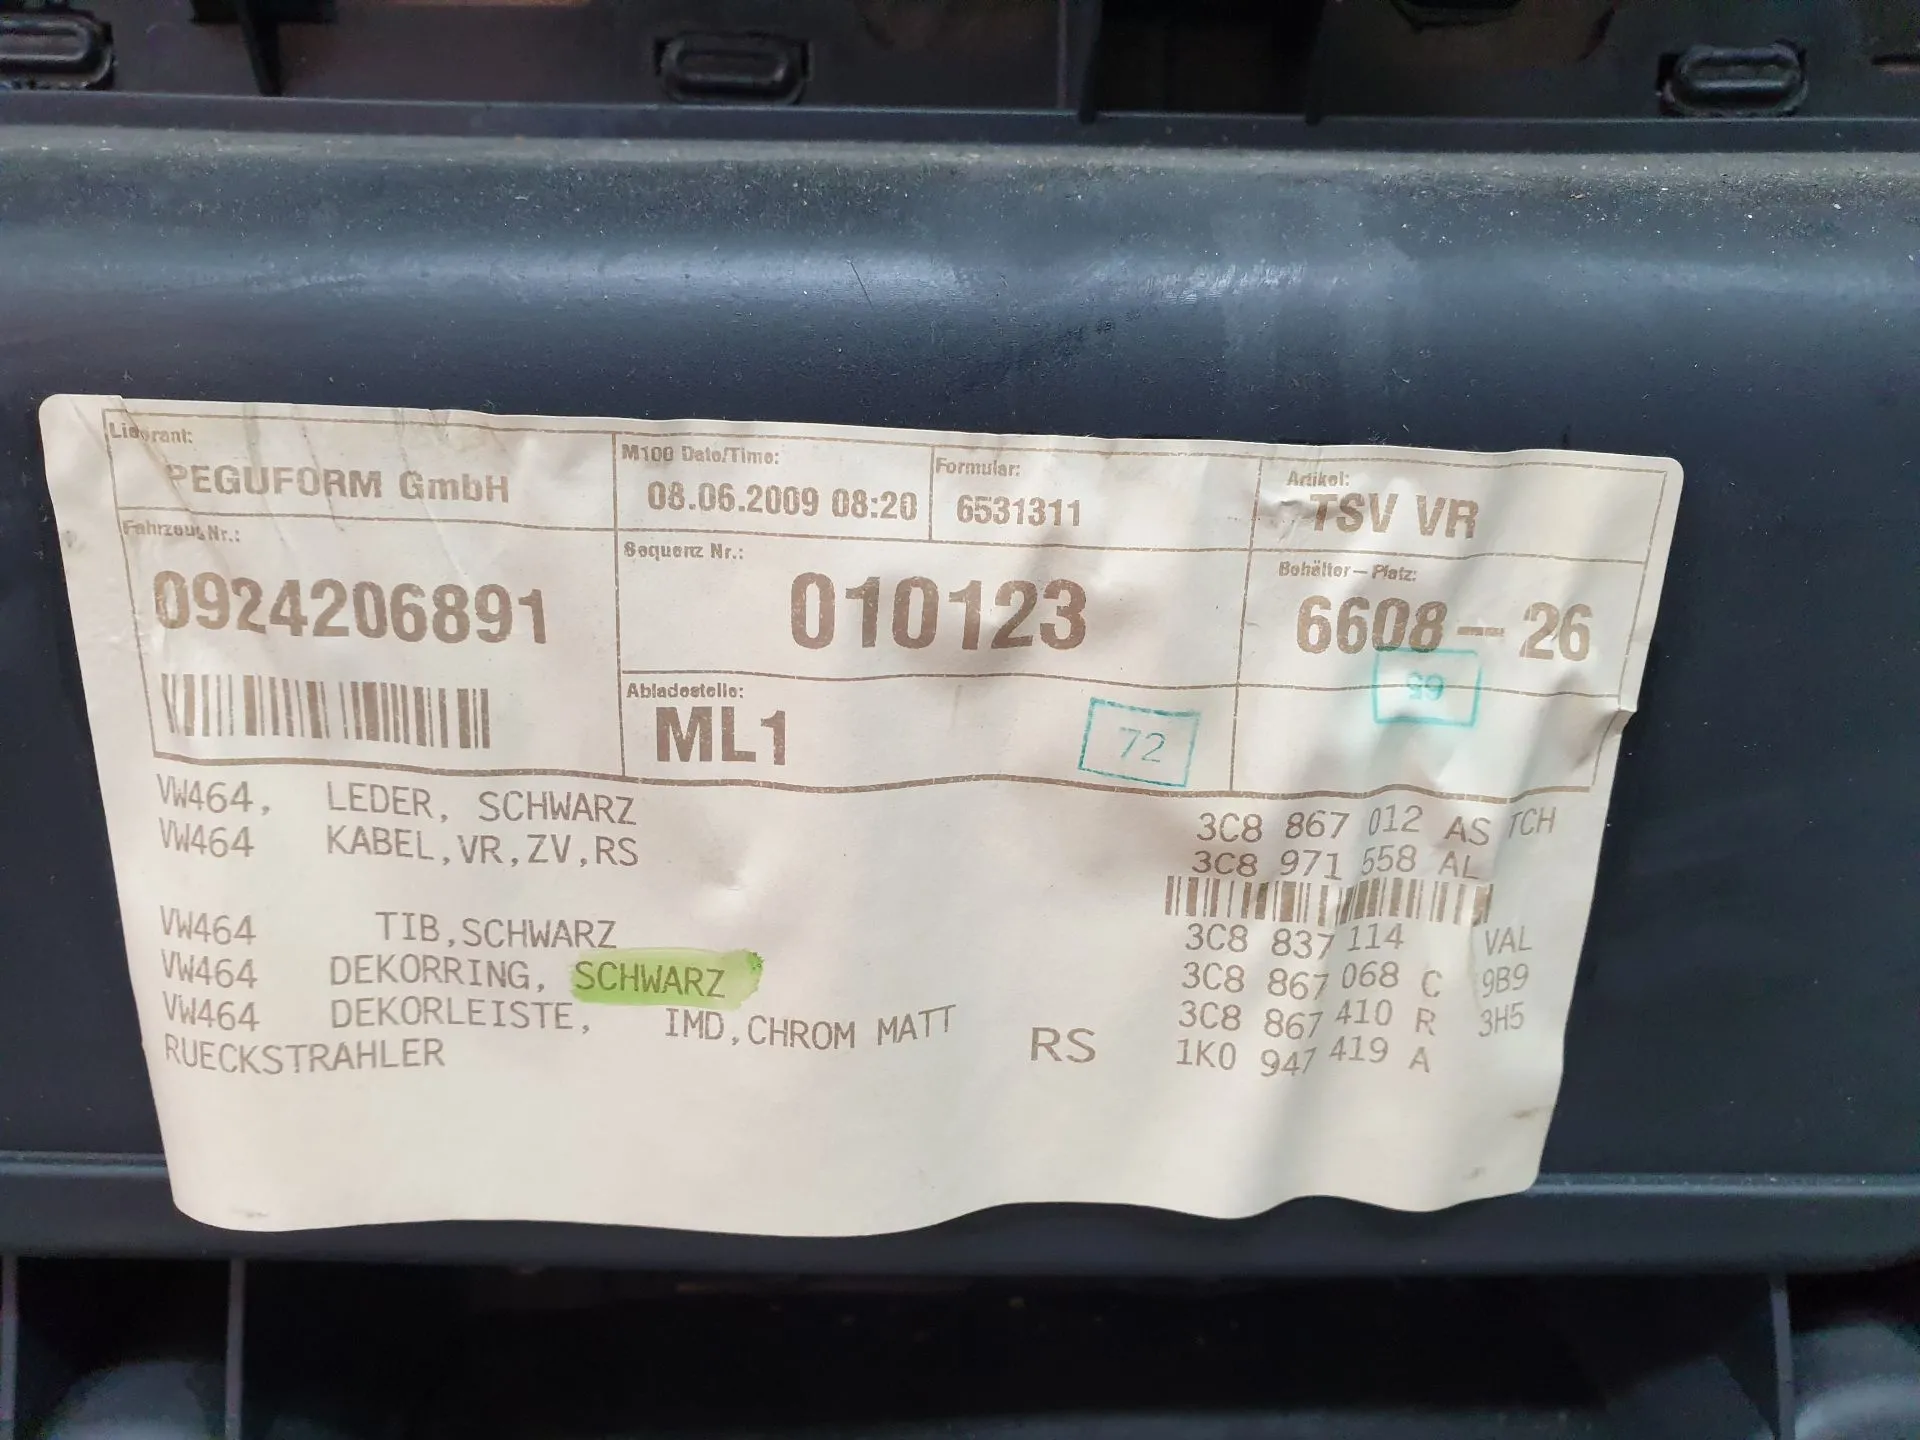 Lieferant:
PEGUFORM GmbH
M100 Date/Time:
08.06.2009 08:20
Formular:
6531311
Artikel:
TSV VR
Fahrzeug Nr.:
0924206891
Sequenz Nr.:
010123
Behälter-Platz:
6608-26
65
Abladestelle:
ML1
72
VW464, LEDER, SCHWARZ 3C8 867 012 AS TCH
VW464 KABEL,VR,ZV,RS 3C8 971 558 AL
VW464 TIB,SCHWARZ 3C8 837 114 VAL
VW464 DEKORRING, SCHWARZ 3C8 867 068 C 9B9
VW464 DEKORLEISTE, IMD,CHROM MATT 3C8 867 410 R 3H5
RUECKSTRAHLER RS 1K0 947 419 A